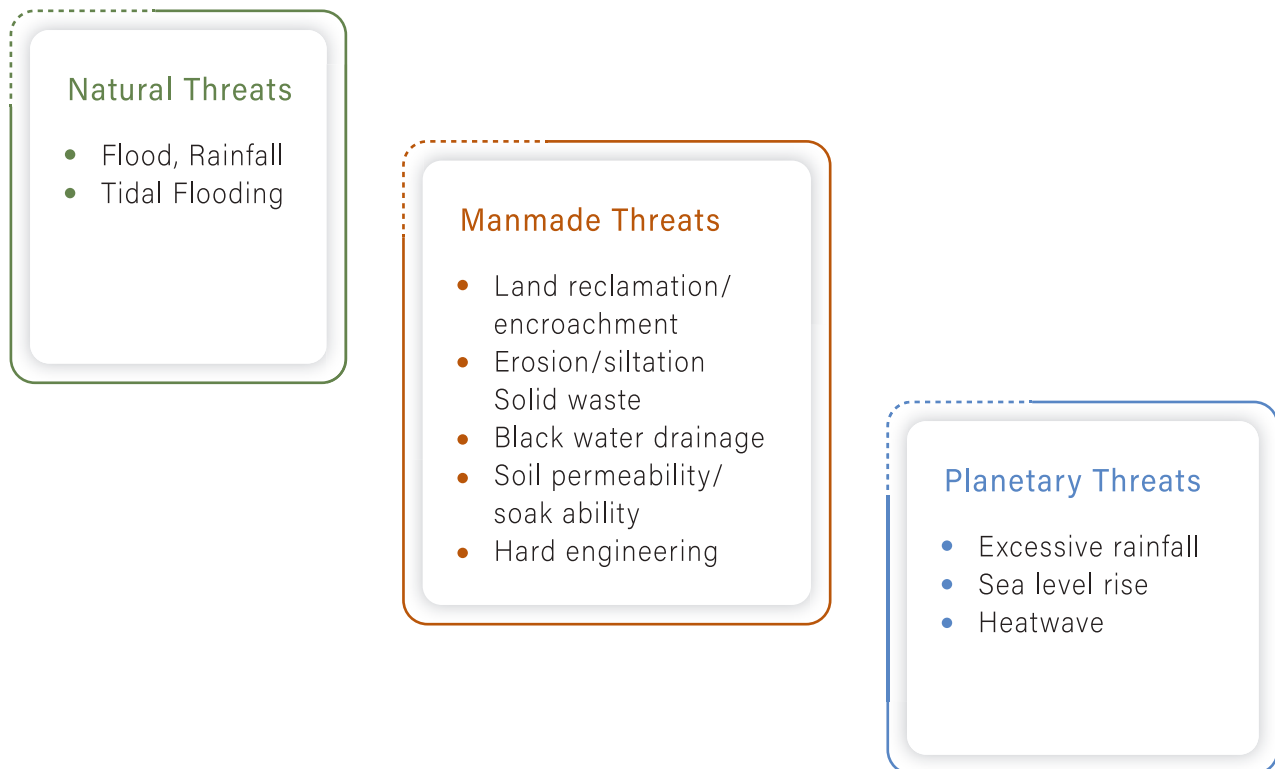 Natural Threats
• Flood, Rainfall
• Tidal Flooding
Manmade Threats
• Land reclamation/
encroachment
• Erosion/siltation
Solid waste
• Black water drainage
• Soil permeability/
soak ability
• Hard engineering
Planetary Threats
• Excessive rainfall
• Sea level rise
• Heatwave